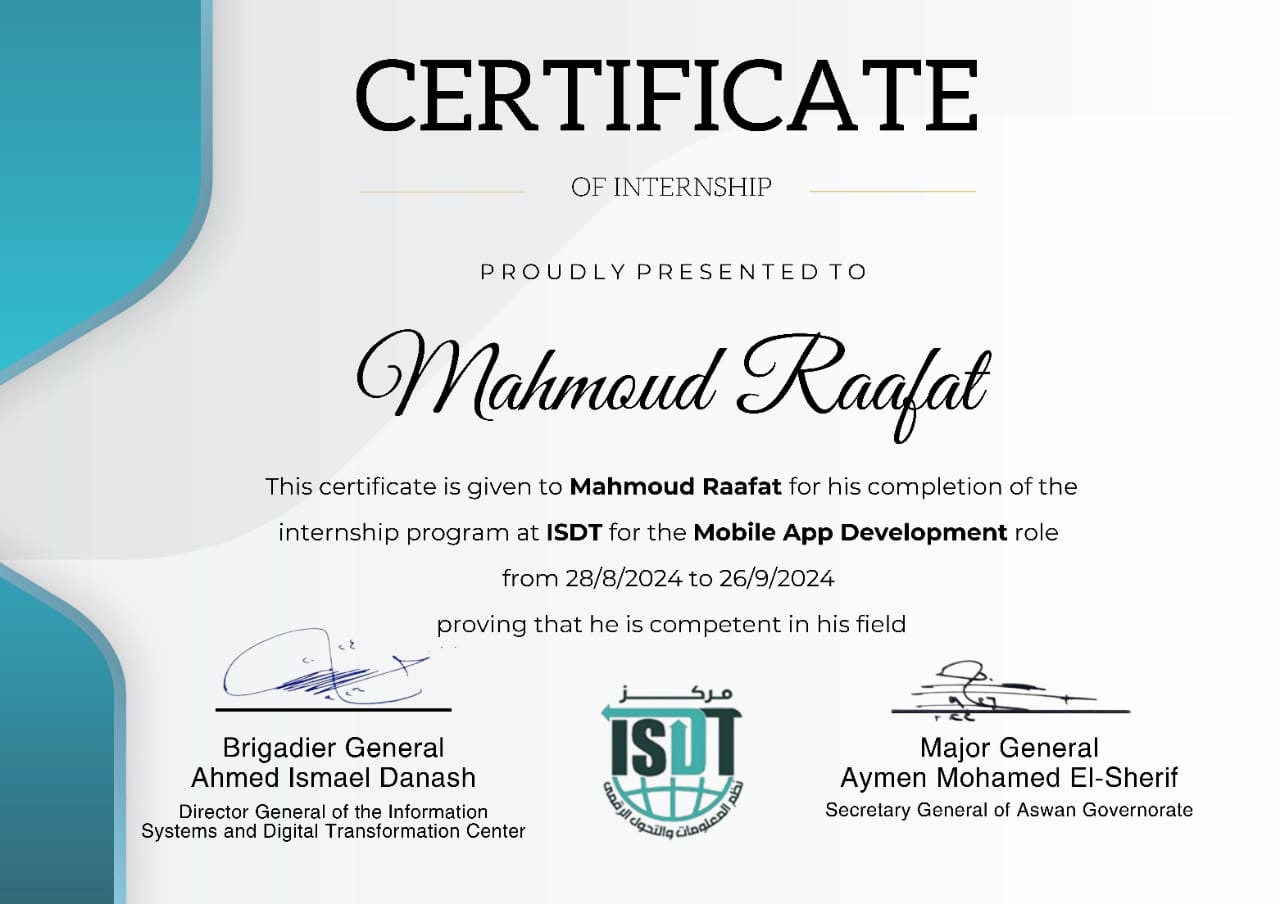 CERTIFICATE
OF INTERNSHIP
PROUDLY PRESENTED TO
Mahmoud Raafat
This certificate is given to Mahmoud Raafat for his completion of the
internship program at ISDT for the Mobile App Development role
from 28/8/2024 to 26/9/2024
proving that he is competent in his field
Brigadier General
Ahmed Ismael Danash
Director General of the Information
Systems and Digital Transformation Center
مركز
ISDT
نظم المعلومات والتحول الرقمي
Major General
Aymen Mohamed El-Sherif
Secretary General of Aswan Governorate